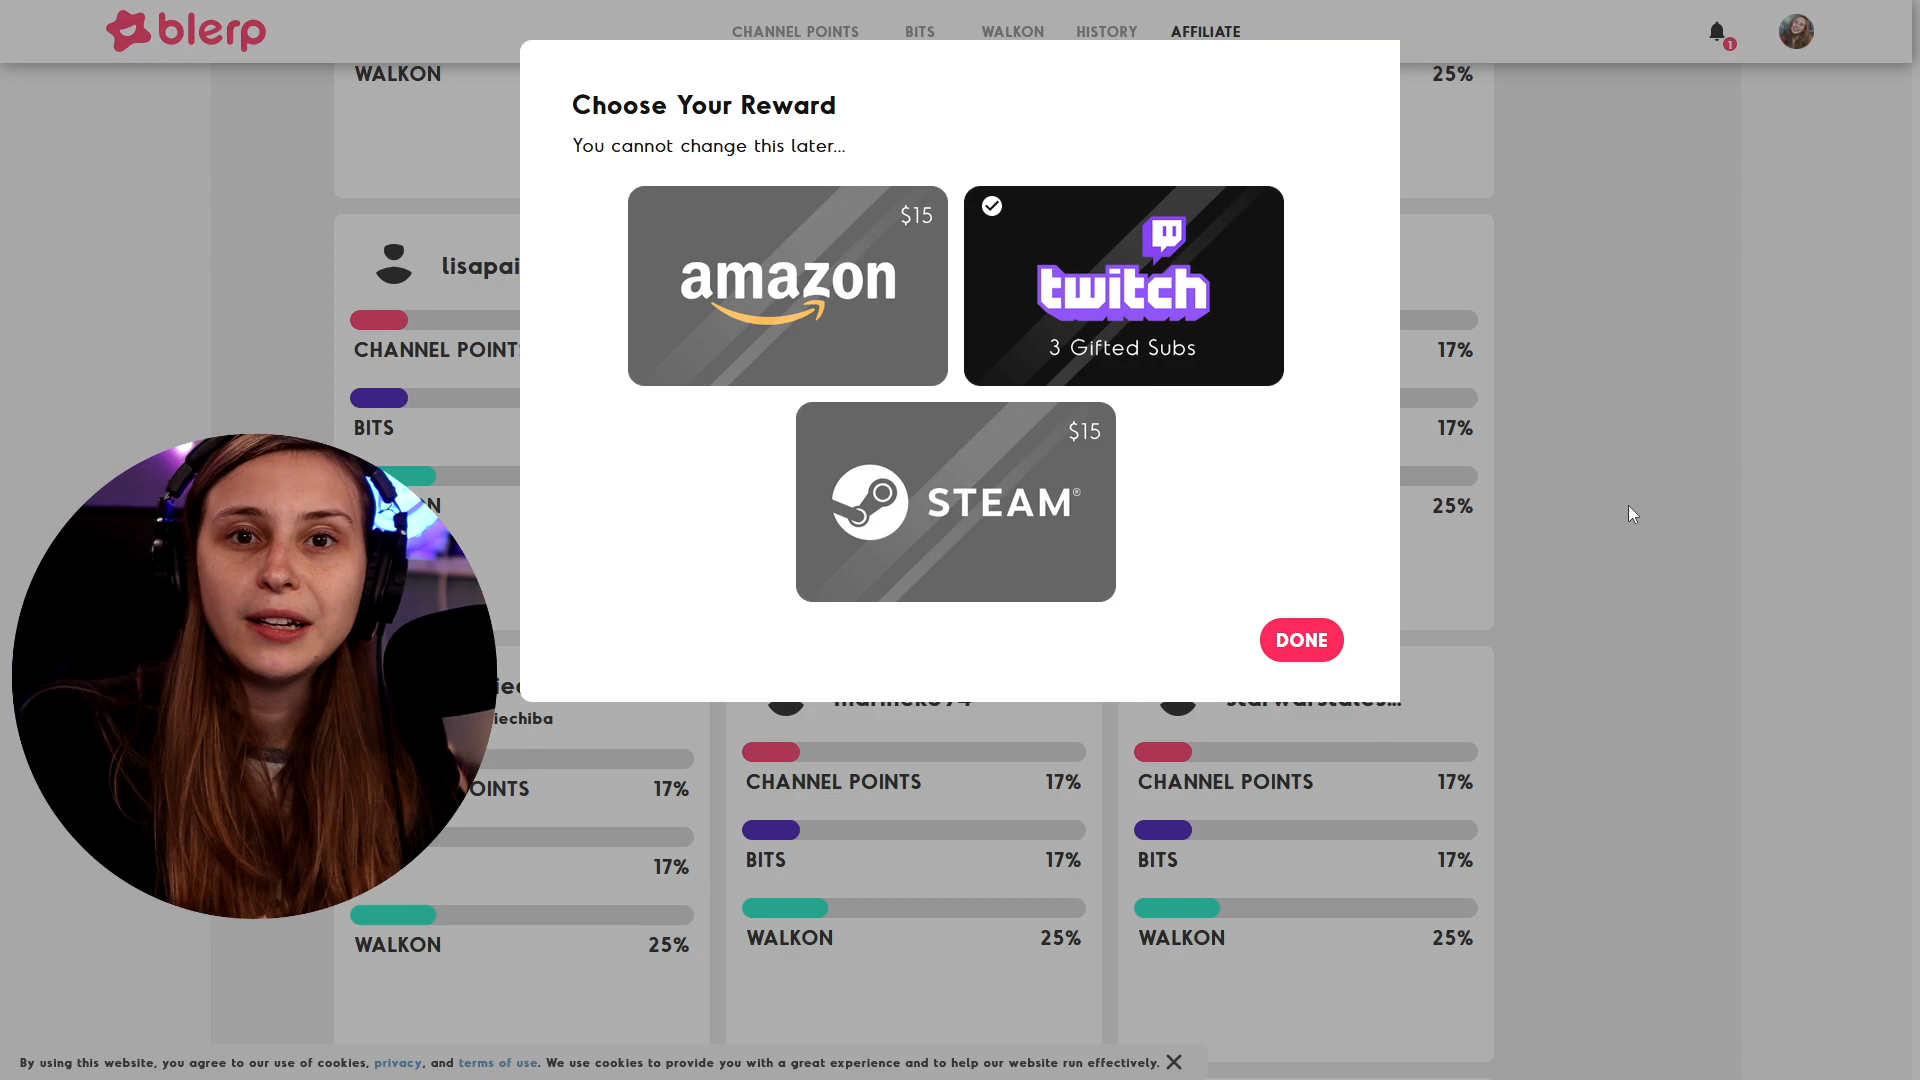 blerp
CHANNEL POINTS BITS WALKON HISTORY AFFILIATE
1
WALKON 25%
Choose Your Reward
You cannot change this later...
$15
amazon
twitch
3 Gifted Subs
$15
STEAM®
DONE
lisapai
CHANNEL POINTS 17%
BITS 17%
N 25%
iechiba
OINTS 17%
17%
WALKON 25%
CHANNEL POINTS 17%
BITS 17%
WALKON 25%
CHANNEL POINTS 17%
BITS 17%
WALKON 25%
By using this website, you agree to our use of cookies, privacy, and terms of use. We use cookies to provide you with a great experience and to help our website run effectively.